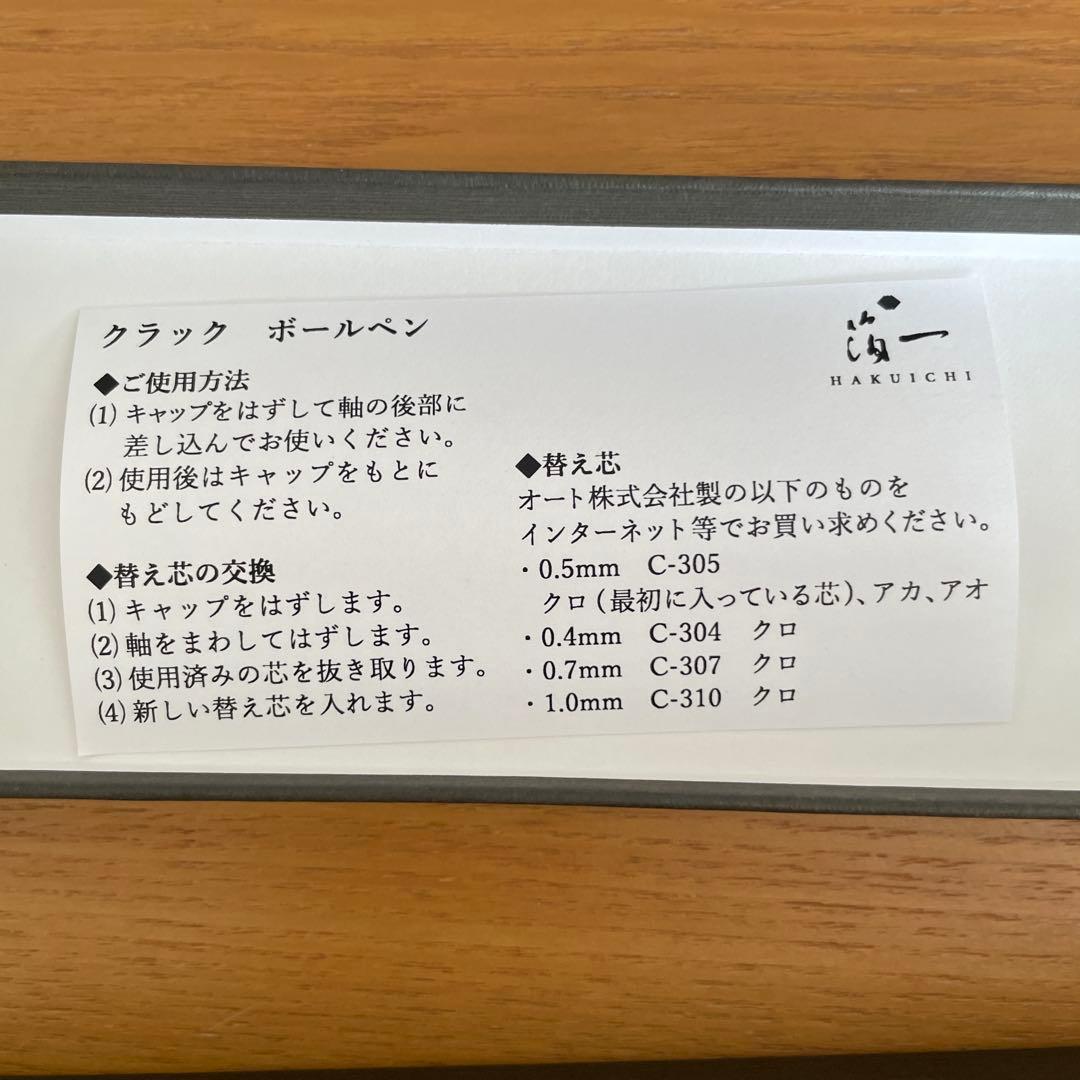 クラック　ボールペン
箔一
HAKUICHI
◆ご使用方法
(1) キャップをはずして軸の後部に
差し込んでお使いください。
(2) 使用後はキャップをもとに
もどしてください。
◆替え芯の交換
(1) キャップをはずします。
(2) 軸をまわしてはずします。
(3) 使用済みの芯を抜き取ります。
(4) 新しい替え芯を入れます。
◆替え芯
オート株式会社製の以下のものを
インターネット等でお買い求めください。
・0.5mm　C-305
クロ（最初に入っている芯）、アカ、アオ
・0.4mm　C-304　クロ
・0.7mm　C-307　クロ
・1.0mm　C-310　クロ